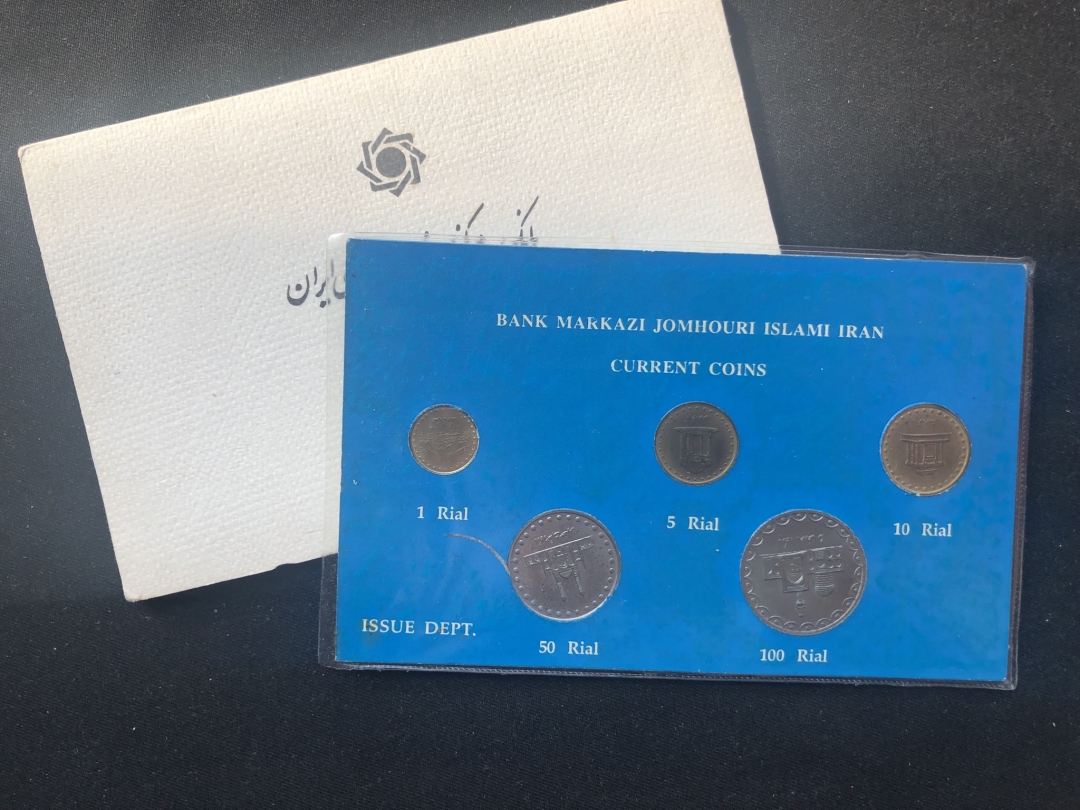 ایران
BANK MARKAZI JOMHOURI ISLAMI IRAN
CURRENT COINS
1 Rial
5 Rial
10 Rial
50 Rial
100 Rial
ISSUE DEPT.